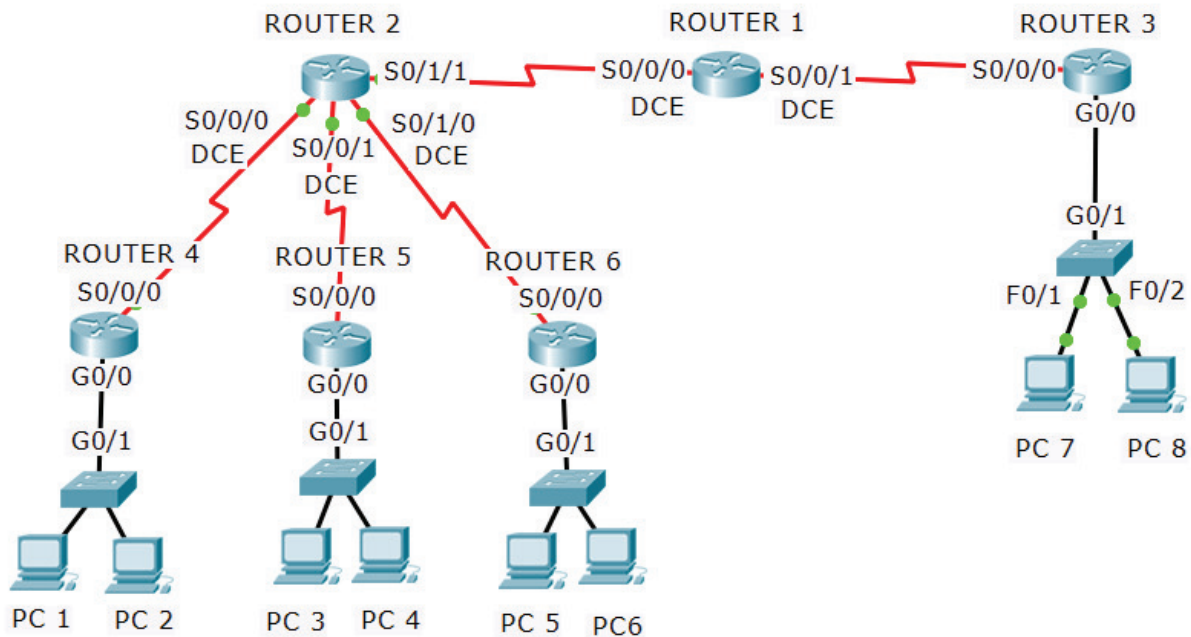 ROUTER 2
ROUTER 1
ROUTER 3
S0/1/1
S0/0/0
DCE
S0/0/1
DCE
S0/0/0
G0/0
S0/0/0
DCE
S0/0/1
DCE
S0/1/0
DCE
G0/1
F0/1
F0/2
PC 7
PC 8
ROUTER 4
S0/0/0
G0/0
G0/1
PC 1
PC 2
ROUTER 5
S0/0/0
G0/0
G0/1
PC 3
PC 4
ROUTER 6
S0/0/0
G0/0
G0/1
PC 5
PC6